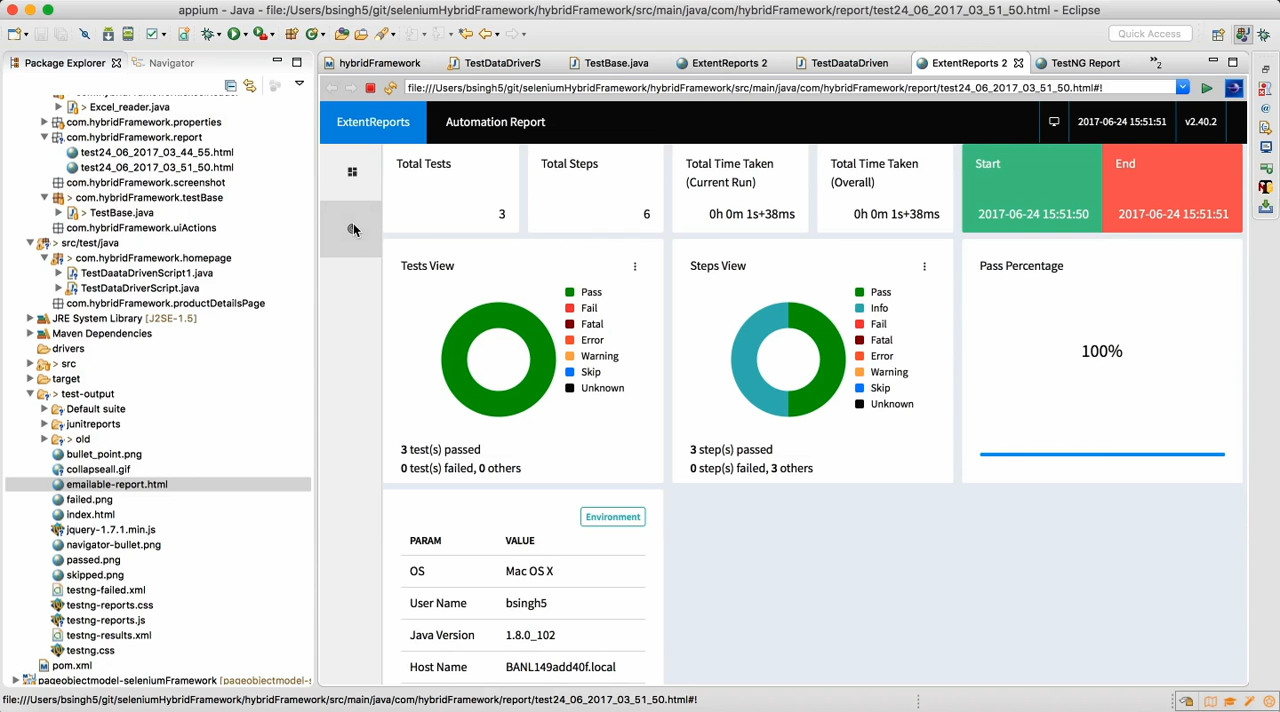 appium - Java - file:///Users/bsingh5/git/seleniumHybridFramework/hybridFramework/src/main/java/com/hybridFramework/report/test24_06_2017_03_51_50.html - Eclipse
Quick Access
Package Explorer
Navigator
Excel_reader.java
com.hybridFramework.properties
com.hybridFramework.report
test24_06_2017_03_44_55.html
test24_06_2017_03_51_50.html
com.hybridFramework.screenshot
> com.hybridFramework.testBase
> TestBase.java
com.hybridFramework.uiActions
> src/test/java
> com.hybridFramework.homepage
TestDaataDrivenScript1.java
TestDataDriverScript.java
com.hybridFramework.productDetailsPage
JRE System Library [J2SE-1.5]
Maven Dependencies
drivers
> src
target
> test-output
Default suite
junitreports
> old
bullet_point.png
collapseall.gif
emailable-report.html
failed.png
index.html
jquery-1.7.1.min.js
navigator-bullet.png
passed.png
skipped.png
testng-failed.xml
testng-reports.css
testng-reports.js
testng-results.xml
testng.css
pom.xml
> pageobjectmodel-seleniumFramework [pageobjectmodel-s
hybridFramework
TestDataDriverS
TestBase.java
ExtentReports 2
TestDaataDriven
ExtentReports 2
TestNG Report
»2
file:///Users/bsingh5/git/seleniumHybridFramework/hybridFramework/src/main/java/com/hybridFramework/report/test24_06_2017_03_51_50.html#!
ExtentReports
Automation Report
2017-06-24 15:51:51
v2.40.2
Total Tests
3
Total Steps
6
Total Time Taken
(Current Run)
0h 0m 1s+38ms
Total Time Taken
(Overall)
0h 0m 1s+38ms
Start
2017-06-24 15:51:50
End
2017-06-24 15:51:51
Tests View
Pass
Fail
Fatal
Error
Warning
Skip
Unknown
3 test(s) passed
0 test(s) failed, 0 others
Steps View
Pass
Info
Fail
Fatal
Error
Warning
Skip
Unknown
3 step(s) passed
0 step(s) failed, 3 others
Pass Percentage
100%
Environment
PARAM VALUE
OS Mac OS X
User Name bsingh5
Java Version 1.8.0_102
Host Name BANL149add40f.local
file:///Users/bsingh5/git/seleniumHybridFramework/hybridFramework/src/main/java/com/hybridFramework/report/test24_06_2017_03_51_50.html#!